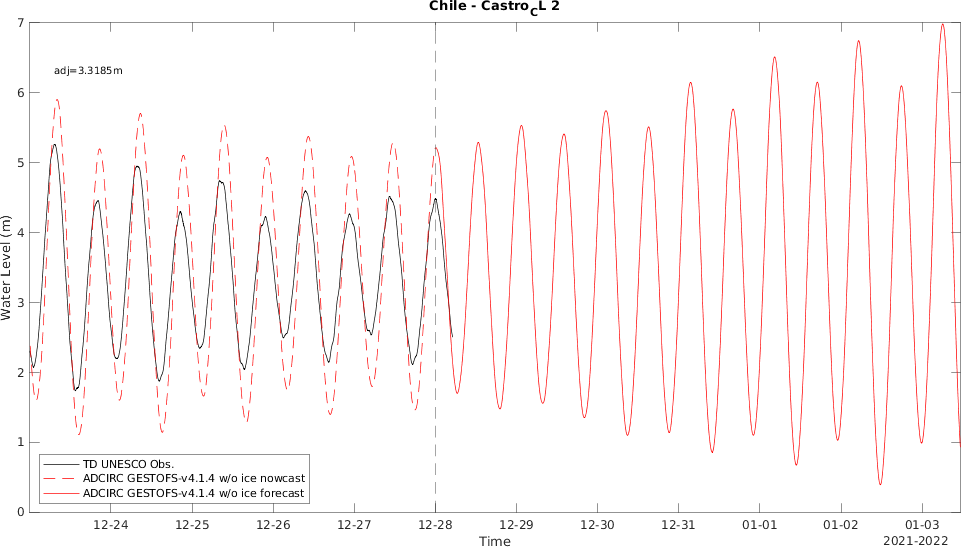 Chile - Castro_CL 2
adj=3.3185m
Water Level (m)
7
6
5
4
3
2
1
0
TD UNESCO Obs.
ADCIRC GESTOFS-v4.1.4 w/o ice nowcast
ADCIRC GESTOFS-v4.1.4 w/o ice forecast
12-24 12-25 12-26 12-27 12-28 12-29 12-30 12-31 01-01 01-02 01-03
Time
2021-2022